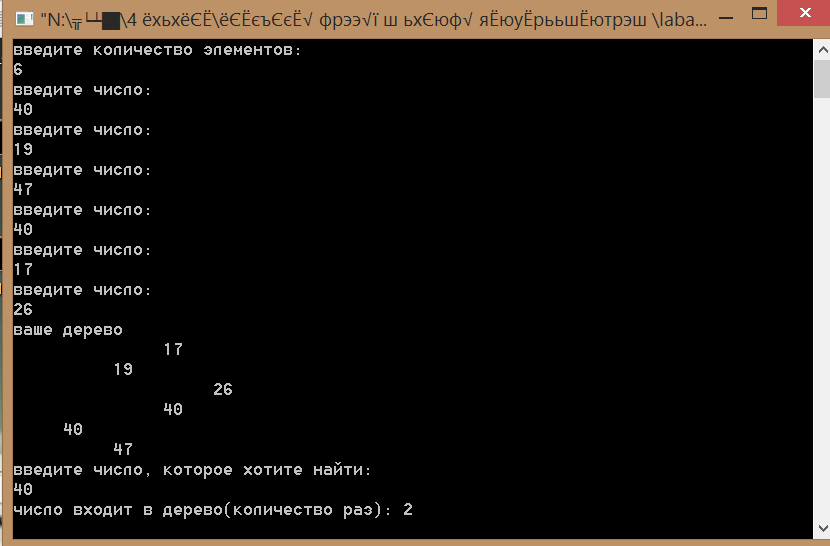 "N:\╦└┴█\4 ёхьхёЄЁ\ёЄЁєъЄєЁ√ фрээ√ї ш ьхЄюф√ яЁюуЁрььшЁютрэш \laba...
введите количество элементов:
6
введите число:
40
введите число:
19
введите число:
47
введите число:
40
введите число:
17
введите число:
26
ваше дерево
17
19
26
40
40
47
введите число, которое хотите найти:
40
число входит в дерево(количество раз): 2